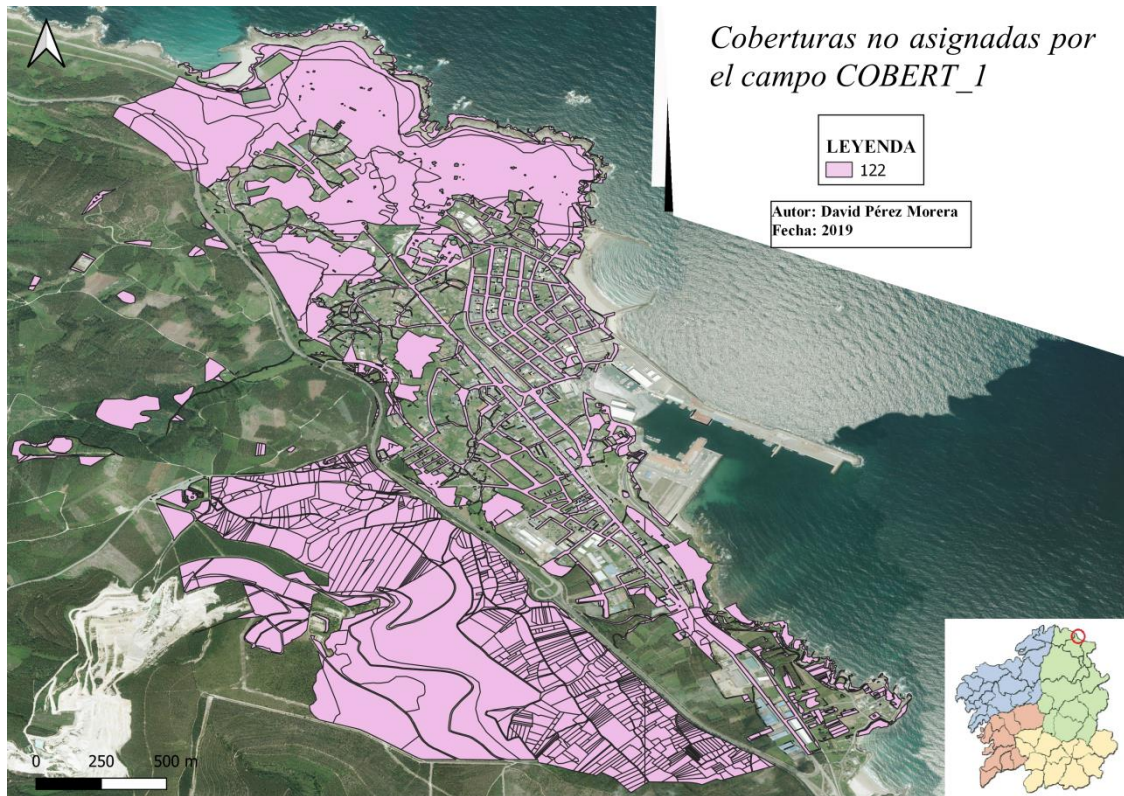 Coberturas no asignadas por
el campo COBERT_1
LEYENDA
122
Autor: David Pérez Morera
Fecha: 2019
0 250 500 m